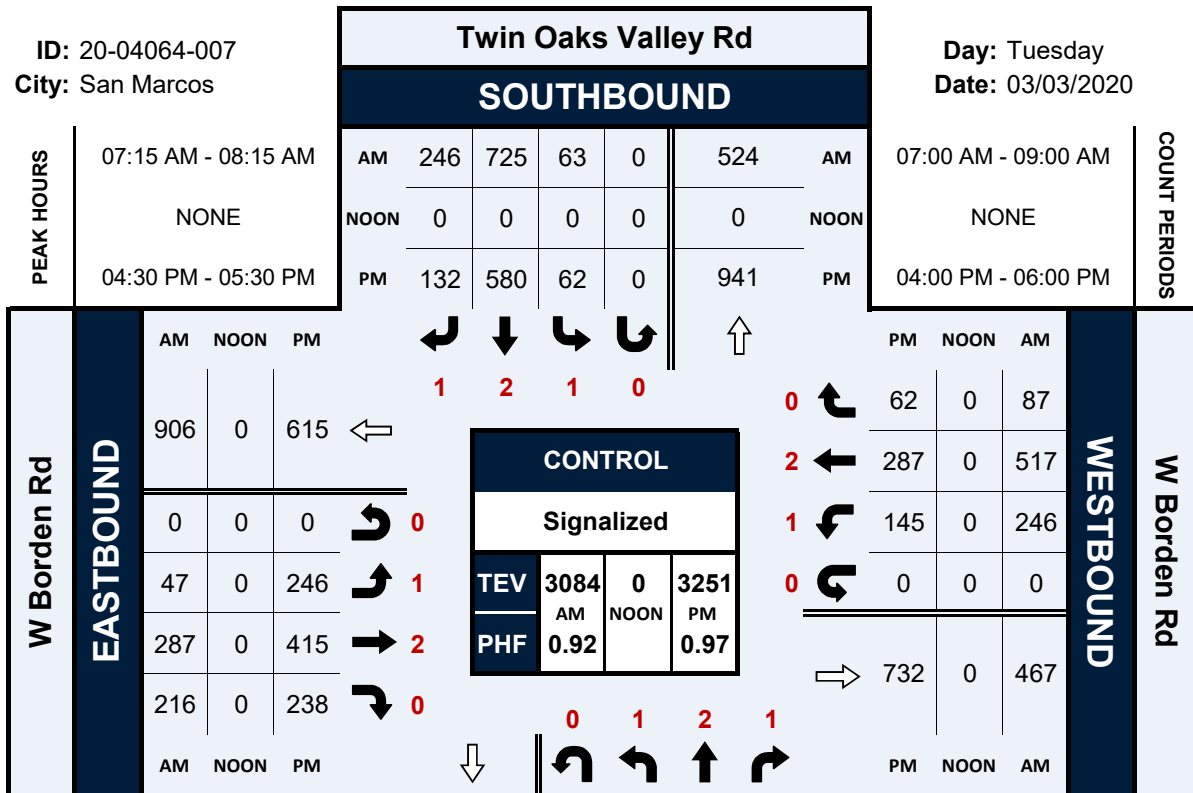 ID: 20-04064-007
City: San Marcos
Twin Oaks Valley Rd
SOUTHBOUND
Day: Tuesday
Date: 03/03/2020
PEAK HOURS
07:15 AM - 08:15 AM
NONE
04:30 PM - 05:30 PM
AM 246 725 63 0 524 AM
NOON 0 0 0 0 0 NOON
PM 132 580 62 0 941 PM
07:00 AM - 09:00 AM
NONE
04:00 PM - 06:00 PM
COUNT PERIODS
1 2 1 0
W Borden Rd
EASTBOUND
AM NOON PM
906 0 615
0 0 0 0
47 0 246 1
287 0 415 2
216 0 238 0
AM NOON PM
CONTROL
Signalized
TEV 3084 0 3251
AM NOON PM
PHF 0.92 0.97
PM NOON AM
0 62 0 87
2 287 0 517
1 145 0 246
0 0 0 0
732 0 467
PM NOON AM
WESTBOUND
W Borden Rd
0 1 2 1